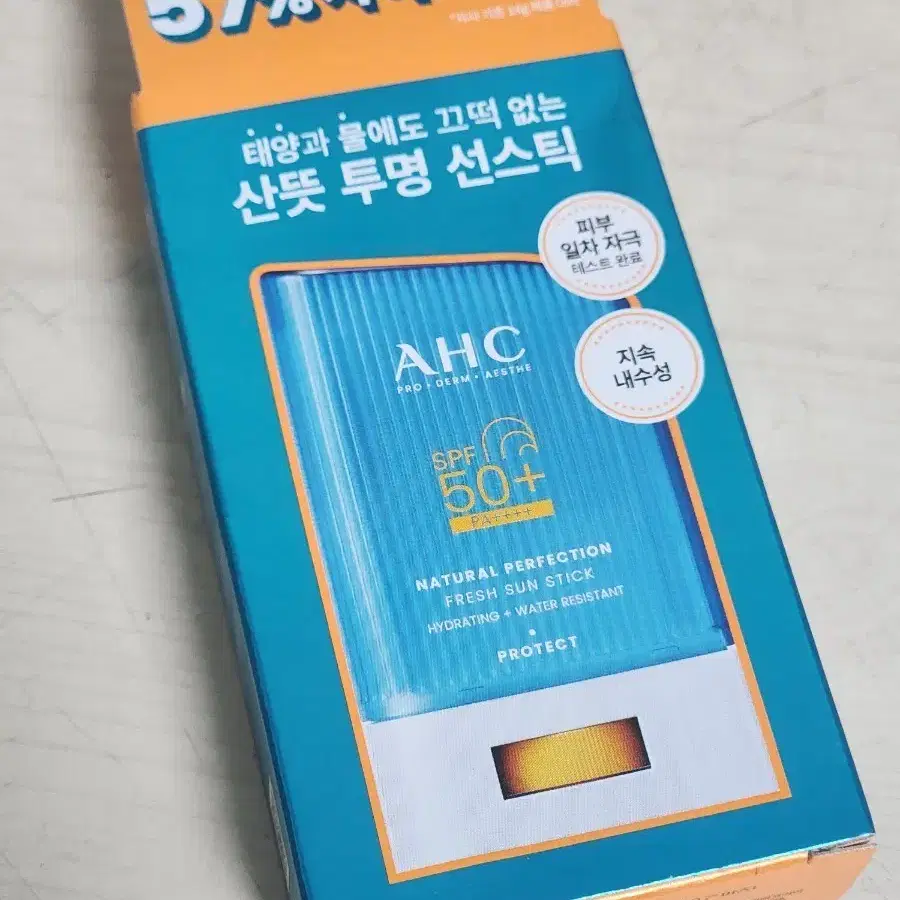 57%
태양과 물에도 끄떡 없는
산뜻 투명 선스틱
피부
일차 자극
테스트 완료
지속
내수성
AHC
PRO • DERM • AESTHE
SPF
50+
PA++++
NATURAL PERFECTION
FRESH SUN STICK
HYDRATING + WATER RESISTANT
PROTECT